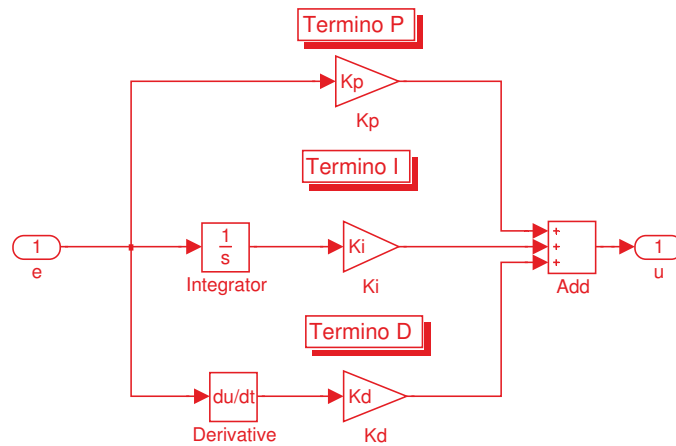 Termino P
Kp
Kp
Termino I
1
e
1
s
Integrator
Ki
Ki
+
+
+
Add
1
u
Termino D
du/dt
Derivative
Kd
Kd